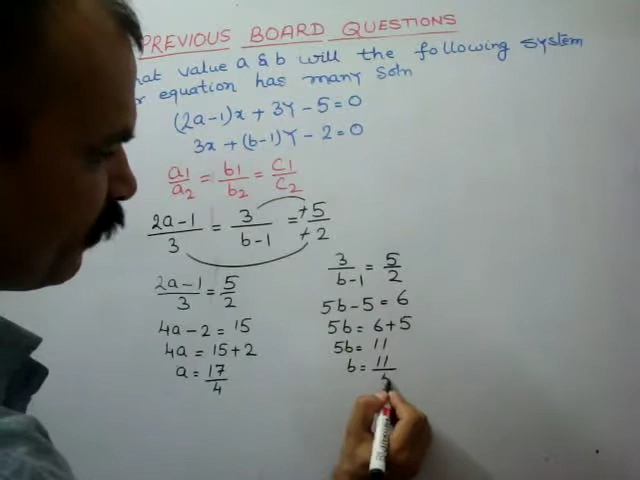 PREVIOUS BOARD QUESTIONS
value a & b will the following system
equation has many soln
(2a-1)x + 3y - 5 = 0
3x + (b-1)y - 2 = 0
a1/a2 = b1/b2 = c1/c2
2a-1/3 = 3/b-1 = +5/+2
2a-1/3 = 5/2
4a - 2 = 15
4a = 15+2
a = 17/4
3/b-1 = 5/2
5b-5 = 6
5b = 6+5
5b = 11
b = 11